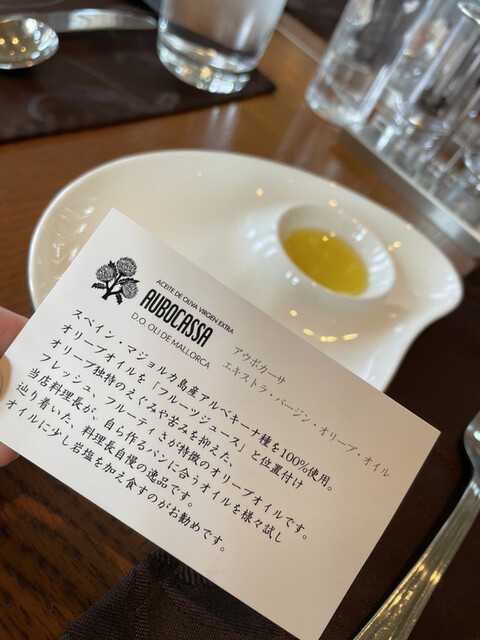 ACEITE DE OLIVA VIRGEN EXTRA
AUBOCASSA
D.O. OLI DE MALLORCA
アウボカーサ
エキストラ・バージン・オリーブ・オイル
スペイン・マジョルカ島産アルベキーナ種を100%使用。
オリーブオイルを「フルーツジュース」と位置付け
オリーブ独特のえぐみや苦みを抑えた、
フレッシュ、フルーティさが特徴のオリーブオイルです。
当店料理長が、自ら作るパンに合うオイルを様々試し
辿り着いた、料理長自慢の逸品です。
オイルに少し岩塩を加え食すのがお勧めです。